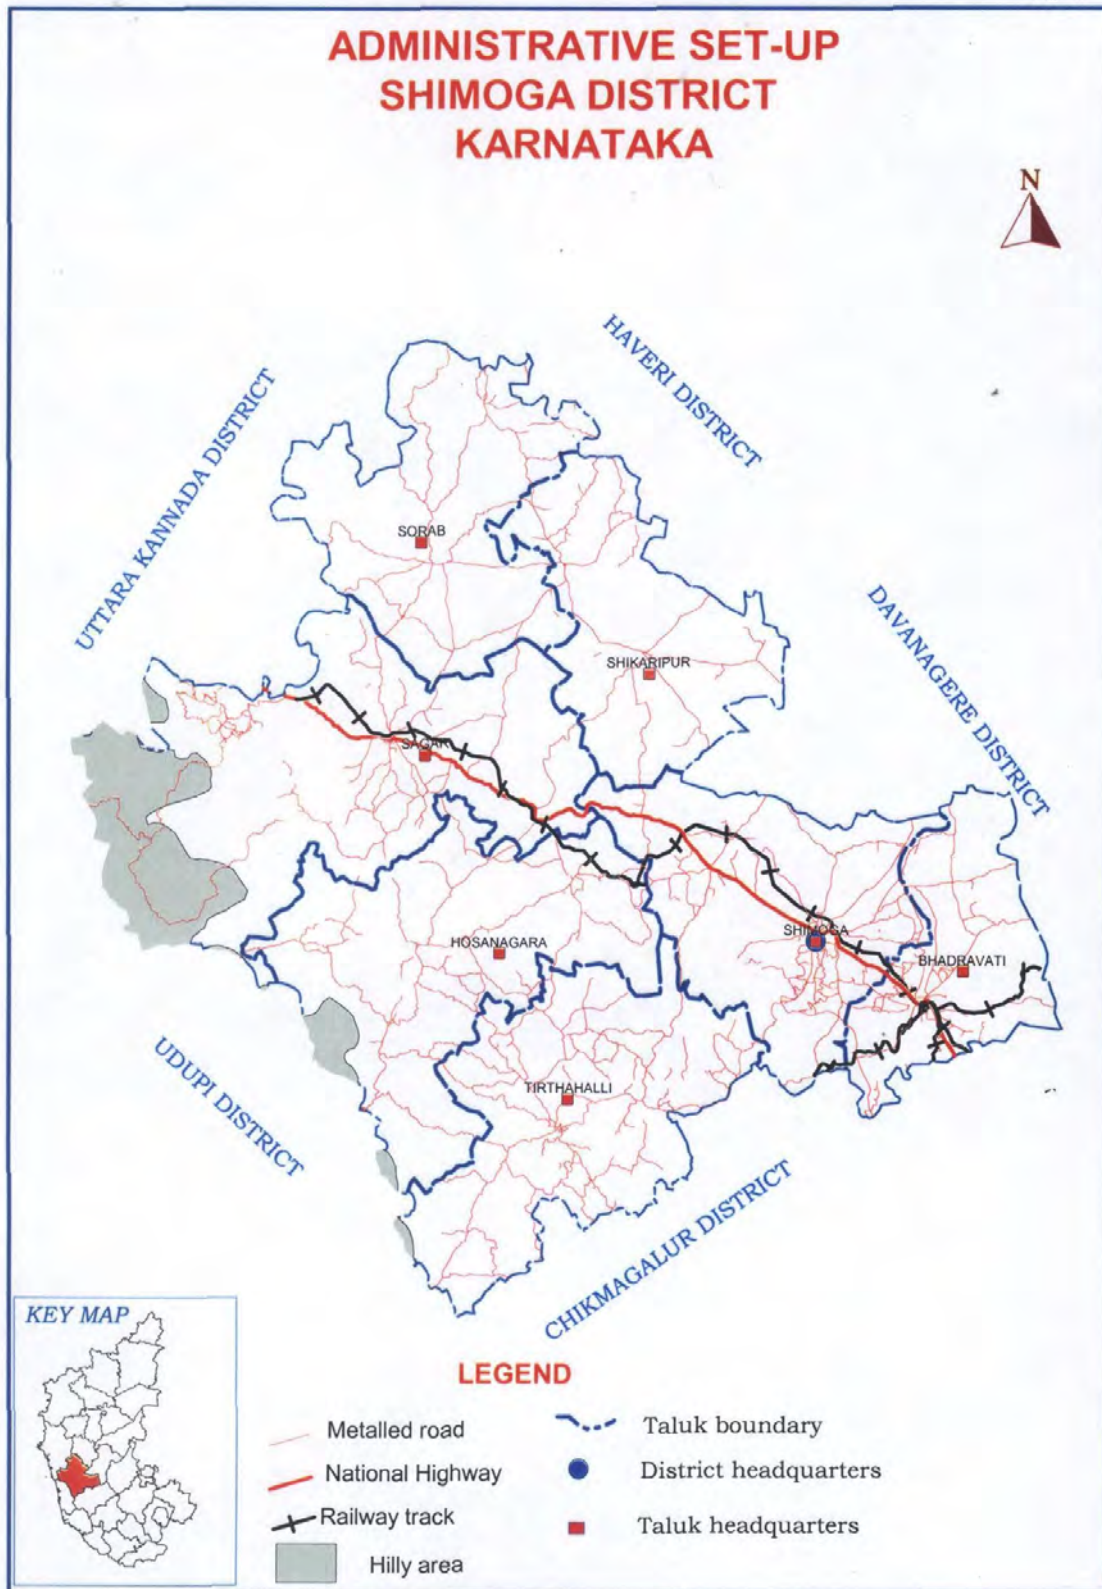 ADMINISTRATIVE SET-UP
SHIMOGA DISTRICT
KARNATAKA
N
HAVERI DISTRICT
UTTARA KANNADA DISTRICT
SORAB
DAVANAGERE DISTRICT
SHIKARIPUR
SAGAR
SHIMOGA
HOSANAGARA
BHADRAVATI
UDUPI DISTRICT
TIRTHAHALLI
CHIKMAGALUR DISTRICT
KEY MAP
LEGEND
Metalled road
National Highway
Railway track
Hilly area
Taluk boundary
District headquarters
Taluk headquarters